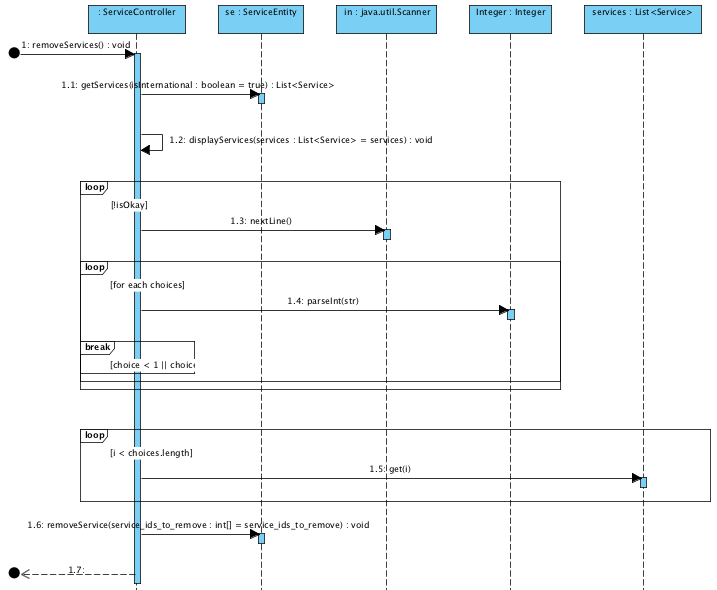 : ServiceController
se : ServiceEntity
in : java.util.Scanner
Integer : Integer
services : List<Service>
1: removeServices() : void
1.1: getServices(isInternational : boolean = true) : List<Service>
1.2: displayServices(services : List<Service> = services) : void
loop
[!isOkay]
1.3: nextLine()
loop
[for each choices]
1.4: parseInt(str)
break
[choice < 1 || choice
loop
[i < choices.length]
1.5: get(i)
1.6: removeService(service_ids_to_remove : int[] = service_ids_to_remove) : void
1.7: